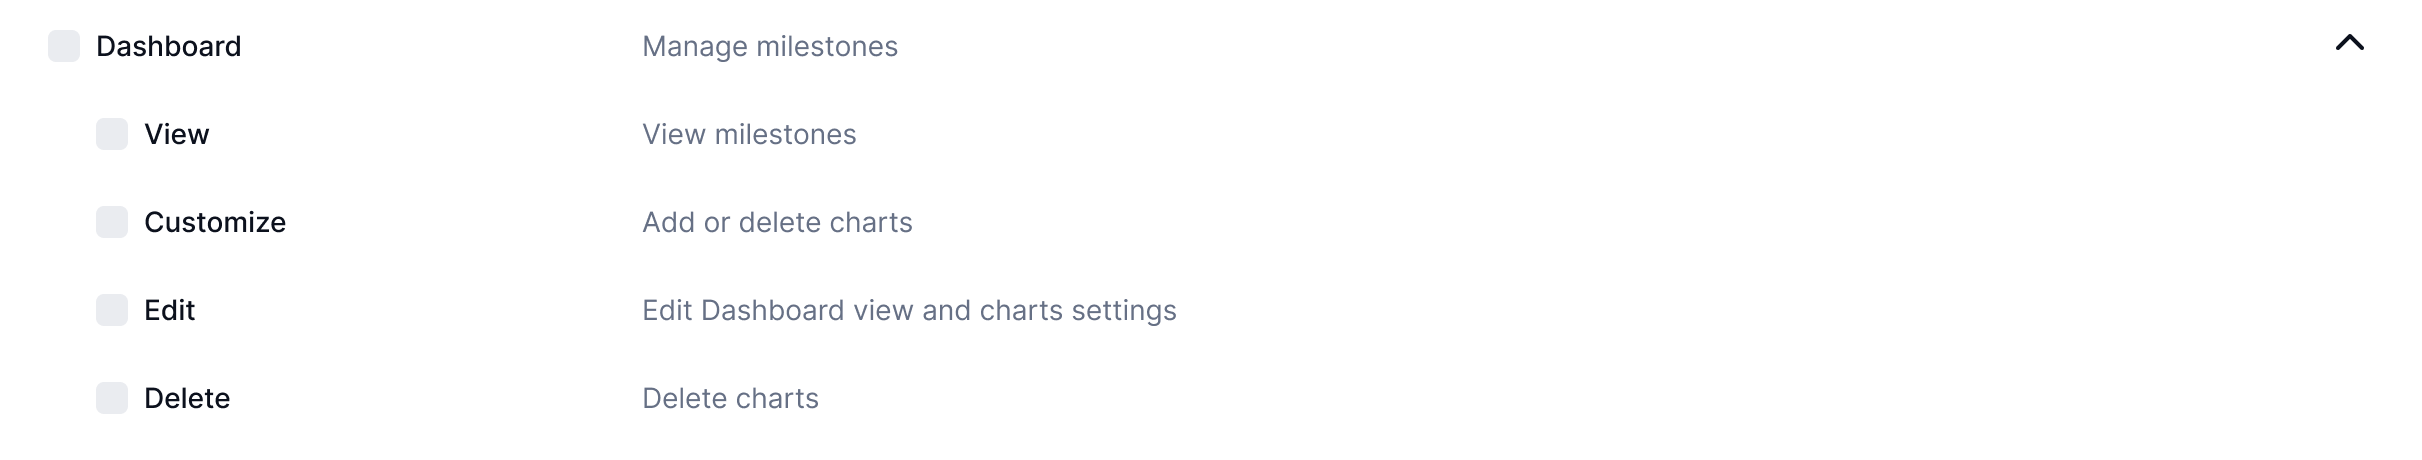 Dashboard Manage milestones
View View milestones
Customize Add or delete charts
Edit Edit Dashboard view and charts settings
Delete Delete charts